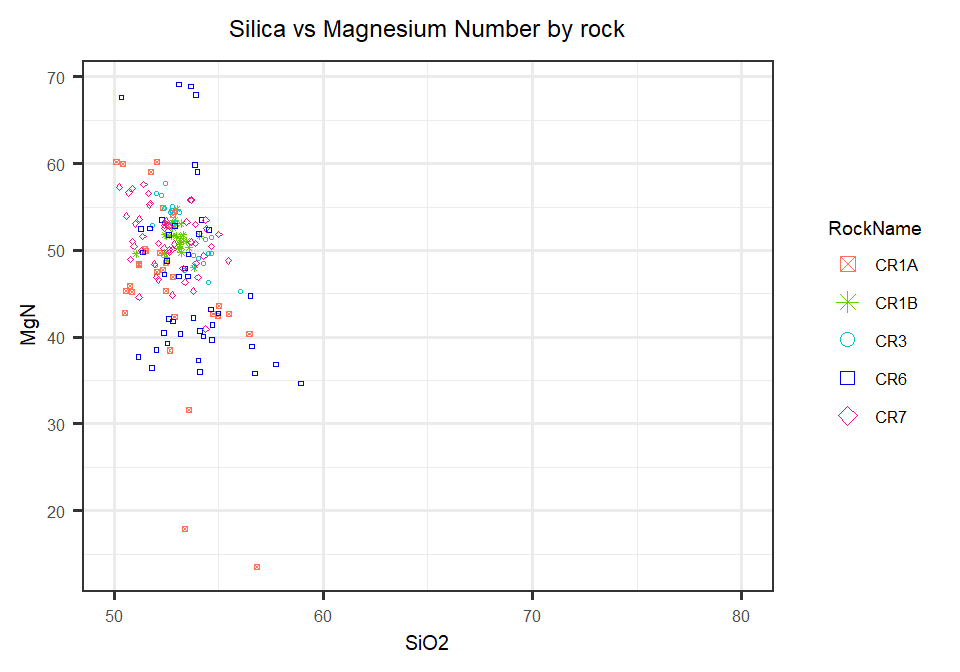 Silica vs Magnesium Number by rock
70
60
50
40
30
20
MgN
50
60
70
80
SiO2
RockName
CR1A
CR1B
CR3
CR6
CR7